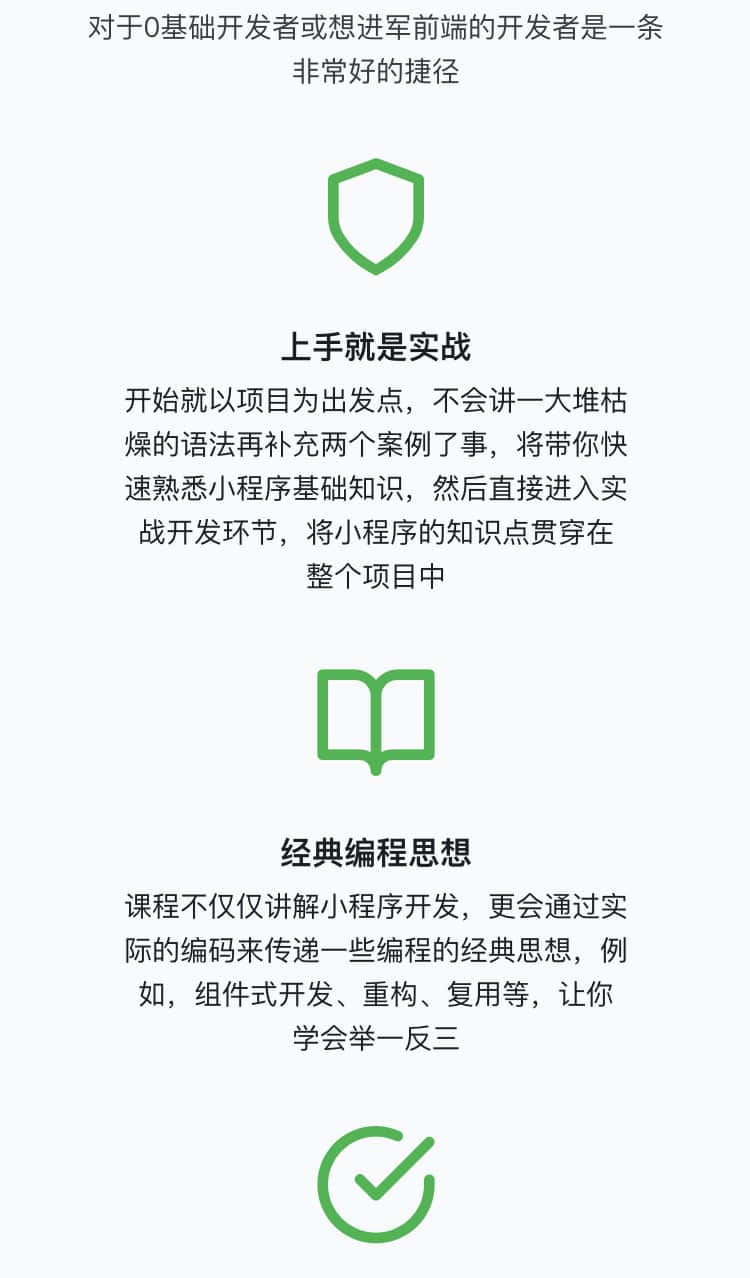 对于0基础开发者或想进军前端的开发者是一条
非常好的捷径
上手就是实战
开始就以项目为出发点，不会讲一大堆枯
燥的语法再补充两个案例了事，将带你快
速熟悉小程序基础知识，然后直接进入实
战开发环节，将小程序的知识点贯穿在
整个项目中
经典编程思想
课程不仅仅讲解小程序开发，更会通过实
际的编码来传递一些编程的经典思想，例
如，组件式开发、重构、复用等，让你
学会举一反三